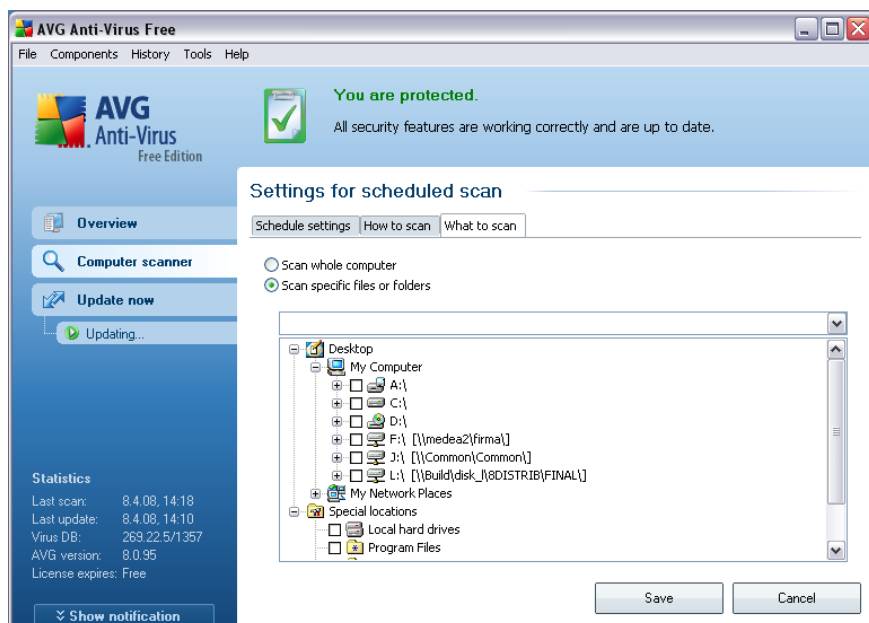 AVG Anti-Virus Free
File Components History Tools Help
AVG
Anti-Virus
Free Edition
You are protected.
All security features are working correctly and are up to date.
Settings for scheduled scan
Schedule settings How to scan What to scan
Overview
Computer scanner
Update now
Updating...
Scan whole computer
Scan specific files or folders
Desktop
My Computer
A:\
C:\
D:\
F:\ [\\medea2\firma\]
J:\ [\\Common\Common\]
L:\ [\\Build\disk_l\8DISTRIB\FINAL\]
My Network Places
Special locations
Local hard drives
Program Files
Statistics
Last scan: 8.4.08, 14:18
Last update: 8.4.08, 14:10
Virus DB: 269.22.5/1357
AVG version: 8.0.95
License expires: Free
Show notification
Save Cancel